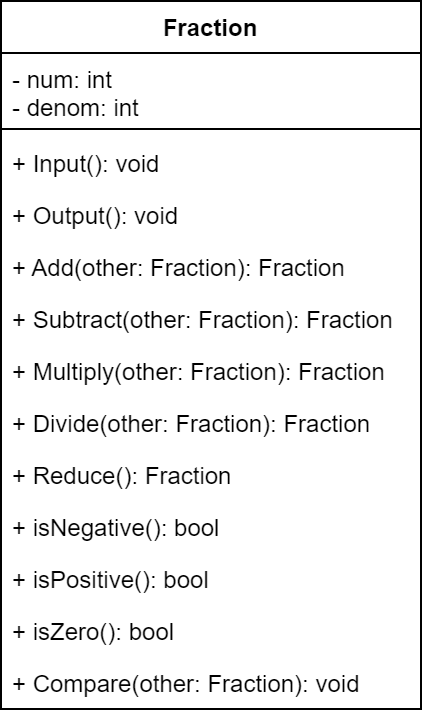 Fraction
- num: int
- denom: int
+ Input(): void
+ Output(): void
+ Add(other: Fraction): Fraction
+ Subtract(other: Fraction): Fraction
+ Multiply(other: Fraction): Fraction
+ Divide(other: Fraction): Fraction
+ Reduce(): Fraction
+ isNegative(): bool
+ isPositive(): bool
+ isZero(): bool
+ Compare(other: Fraction): void